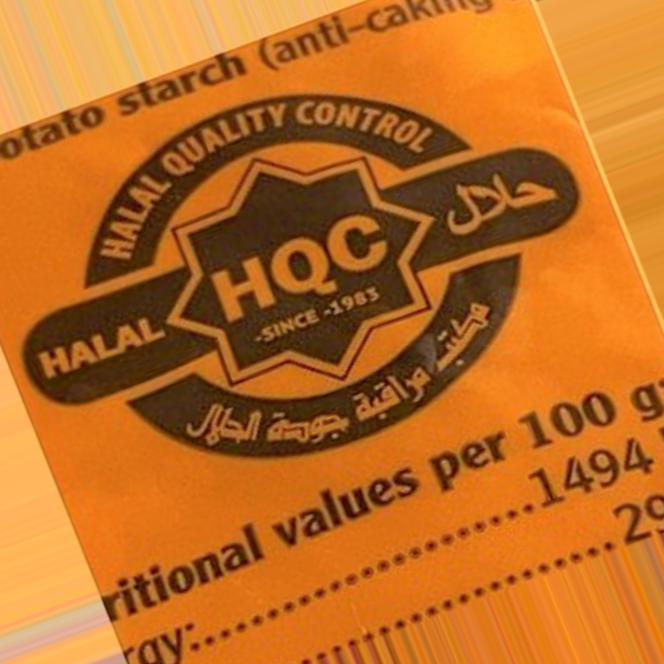 otato starch (anti-caking
HALAL QUALITY CONTROL
حلال
HQC
-SINCE -1983
HALAL
مكتب مراقبة جودة الحلال
ritional values per 100 g
rgy:..............................1494
29